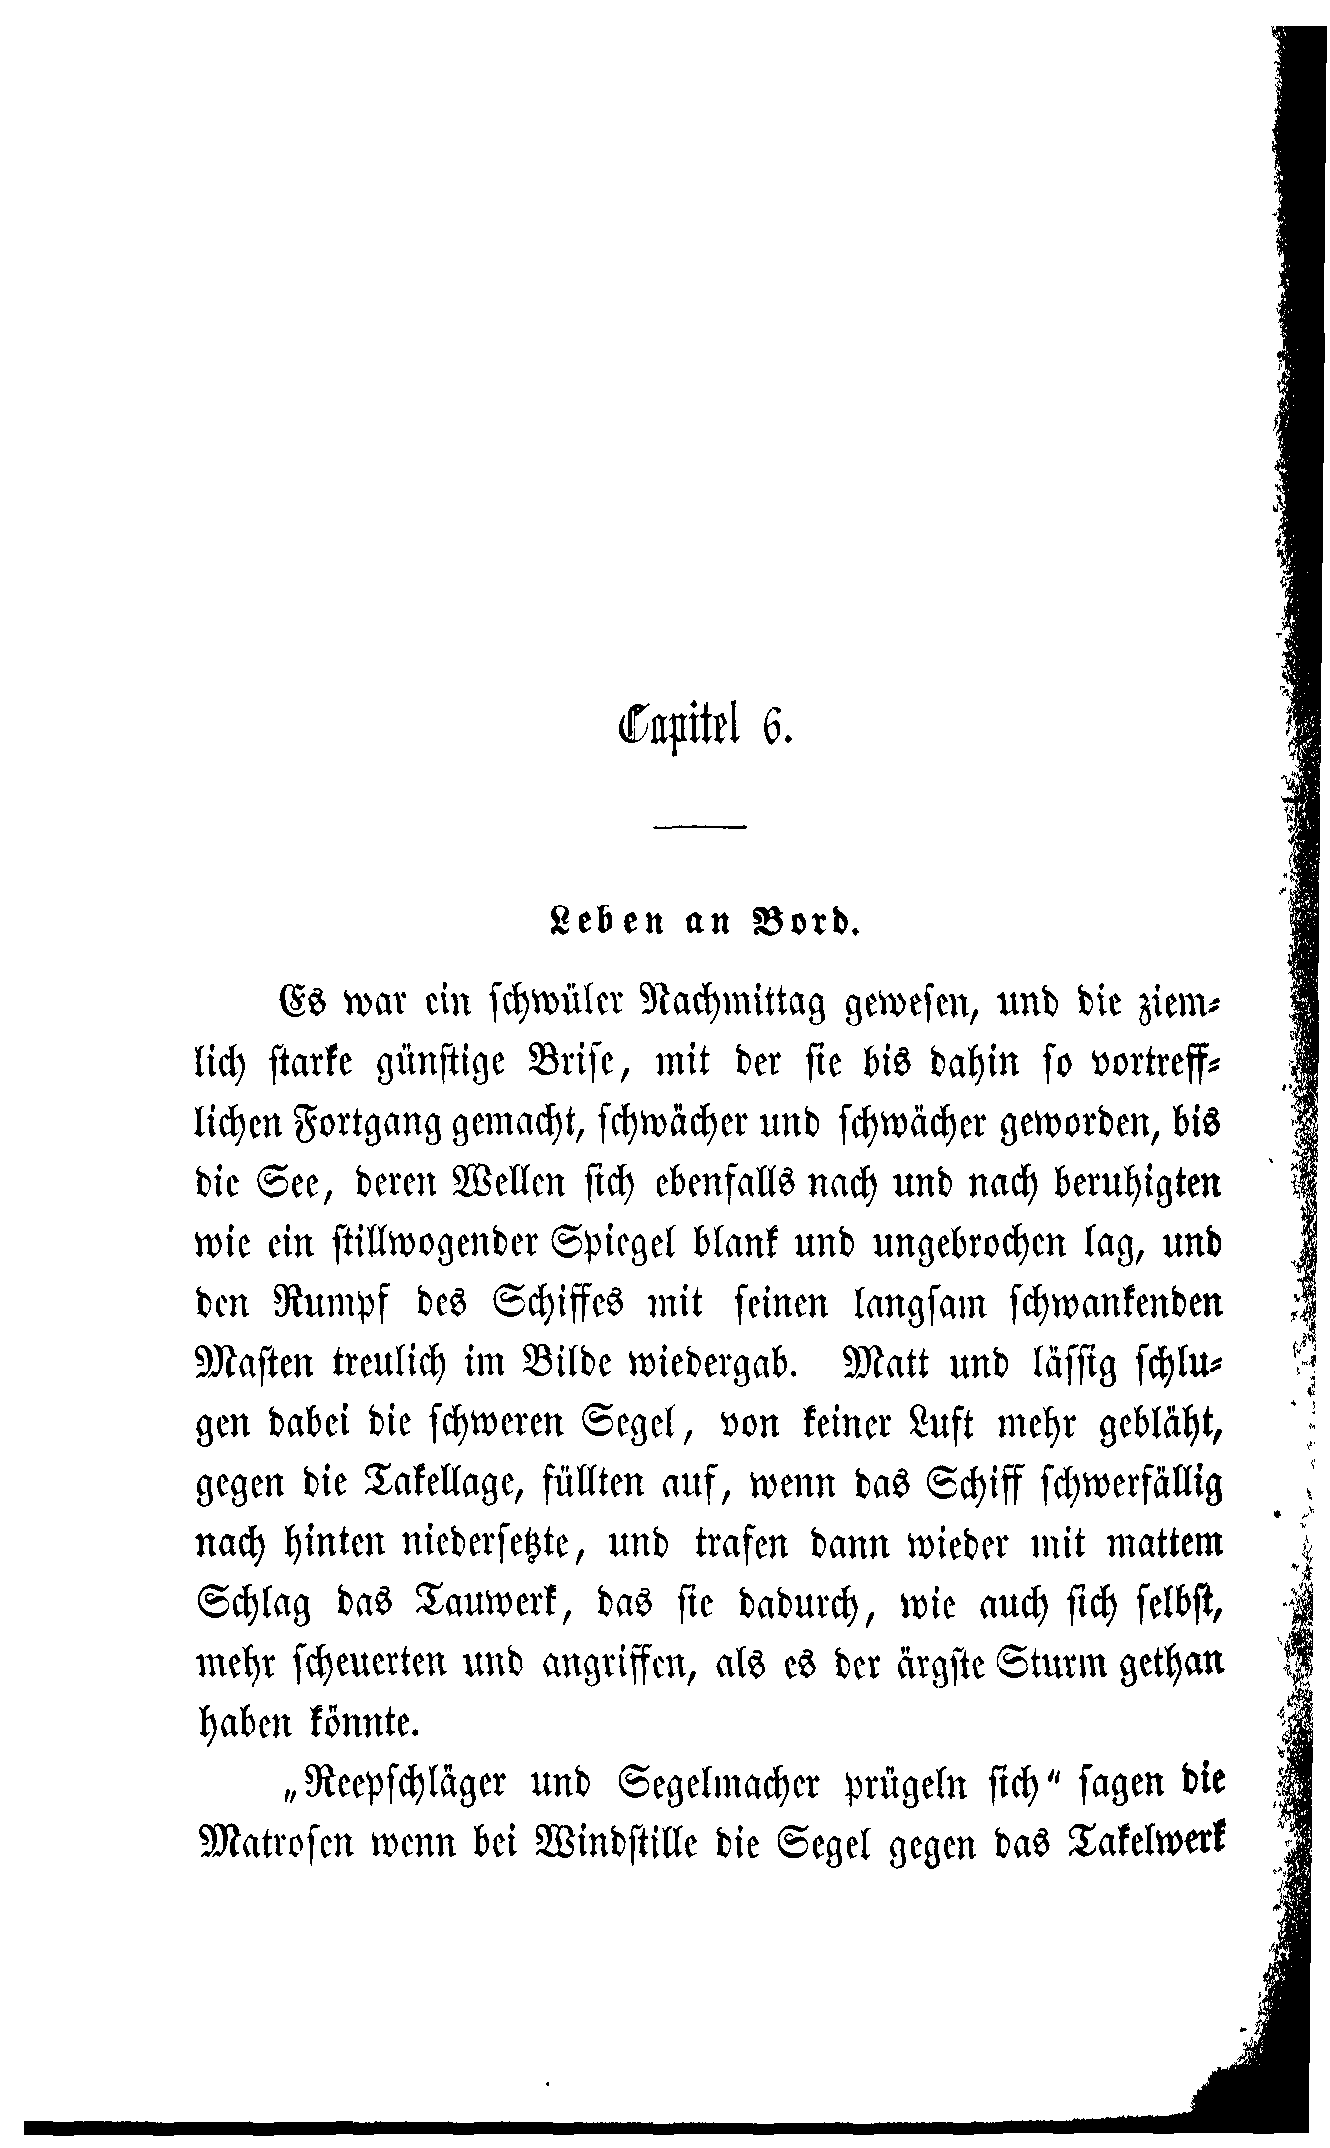 Capitel 6.
Leben an Bord.
Es war ein schwüler Nachmittag gewesen, und die ziem-
lich starke günstige Brise, mit der sie bis dahin so vortreff-
lichen Fortgang gemacht, schwächer und schwächer geworden, bis
die See, deren Wellen sich ebenfalls nach und nach beruhigten
wie ein stillwogender Spiegel blank und ungebrochen lag, und
den Rumpf des Schiffes mit seinen langsam schwankenden
Masten treulich im Bilde wiedergab. Matt und lässig schlu-
gen dabei die schweren Segel, von keiner Luft mehr gebläht,
gegen die Takellage, füllten auf, wenn das Schiff schwerfällig
nach hinten niedersetzte, und trafen dann wieder mit mattem
Schlag das Tauwerk, das sie dadurch, wie auch sich selbst,
mehr scheuerten und angriffen, als es der ärgste Sturm gethan
haben könnte.
„Reepschläger und Segelmacher prügeln sich“ sagen die
Matrosen wenn bei Windstille die Segel gegen das Takelwerk